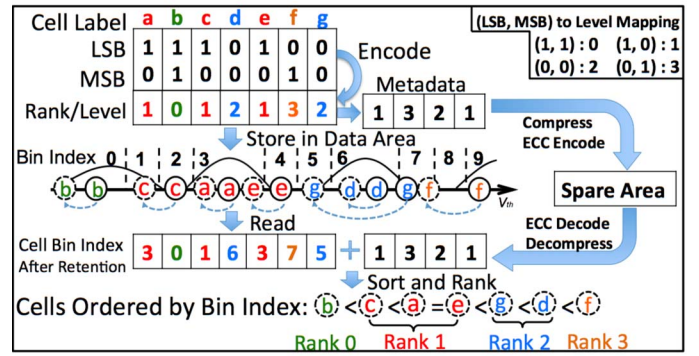 Cell Label a b c d e f g
LSB 1 1 1 0 1 0 0
MSB 0 1 0 0 0 1 0
Rank/Level 1 0 1 2 1 3 2
Encode
(LSB, MSB) to Level Mapping
(1, 1) : 0 (1, 0) : 1
(0, 0) : 2 (0, 1) : 3
Metadata
1 3 2 1
Compress
ECC Encode
Store in Data Area
Bin Index 0 1 2 3 4 5 6 7 8 9
b b c c a a e e g d d g f f
Vth
Spare Area
Read
ECC Decode
Decompress
Cell Bin Index
After Retention
3 0 1 6 3 7 5 + 1 3 2 1
Sort and Rank
Cells Ordered by Bin Index: b < c < a = e < g < d < f
Rank 0 Rank 1 Rank 2 Rank 3